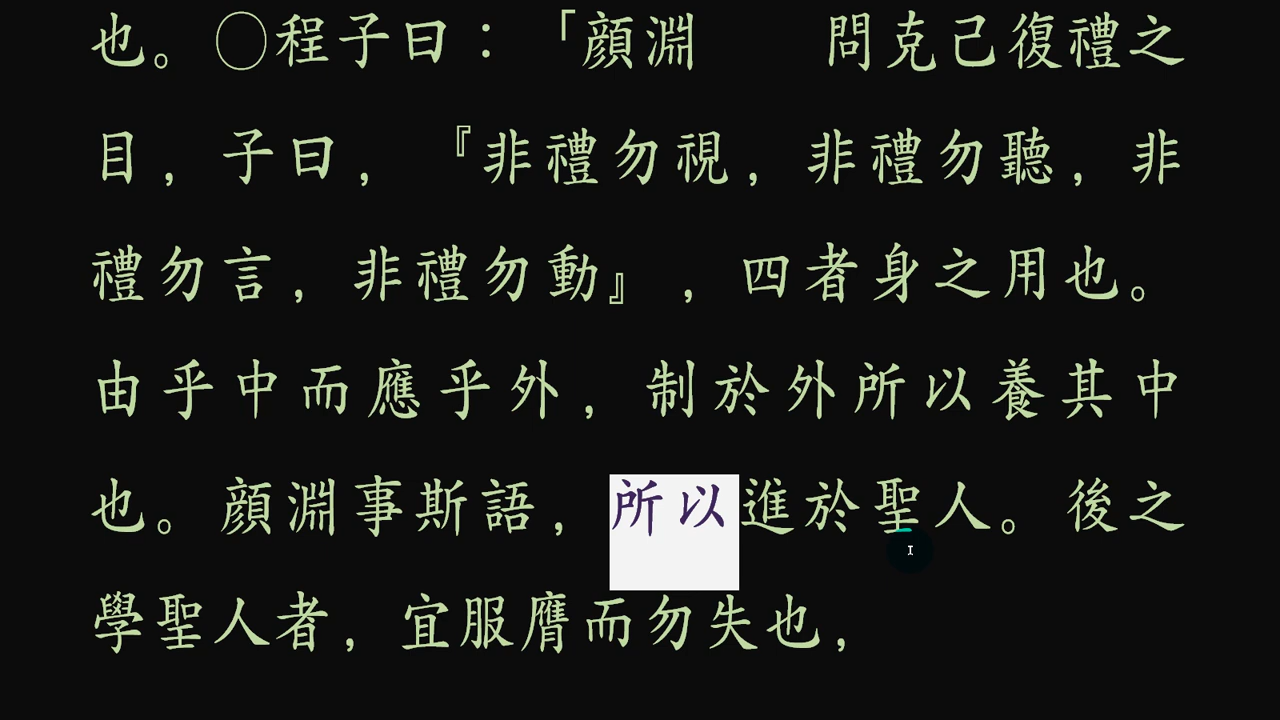 也。○程子曰：「顏淵　　問克己復禮之
目，子曰，『非禮勿視，非禮勿聽，非
禮勿言，非禮勿動』，四者身之用也。
由乎中而應乎外，制於外所以養其中
也。顏淵事斯語，所以進於聖人。後之
學聖人者，宜服膺而勿失也，